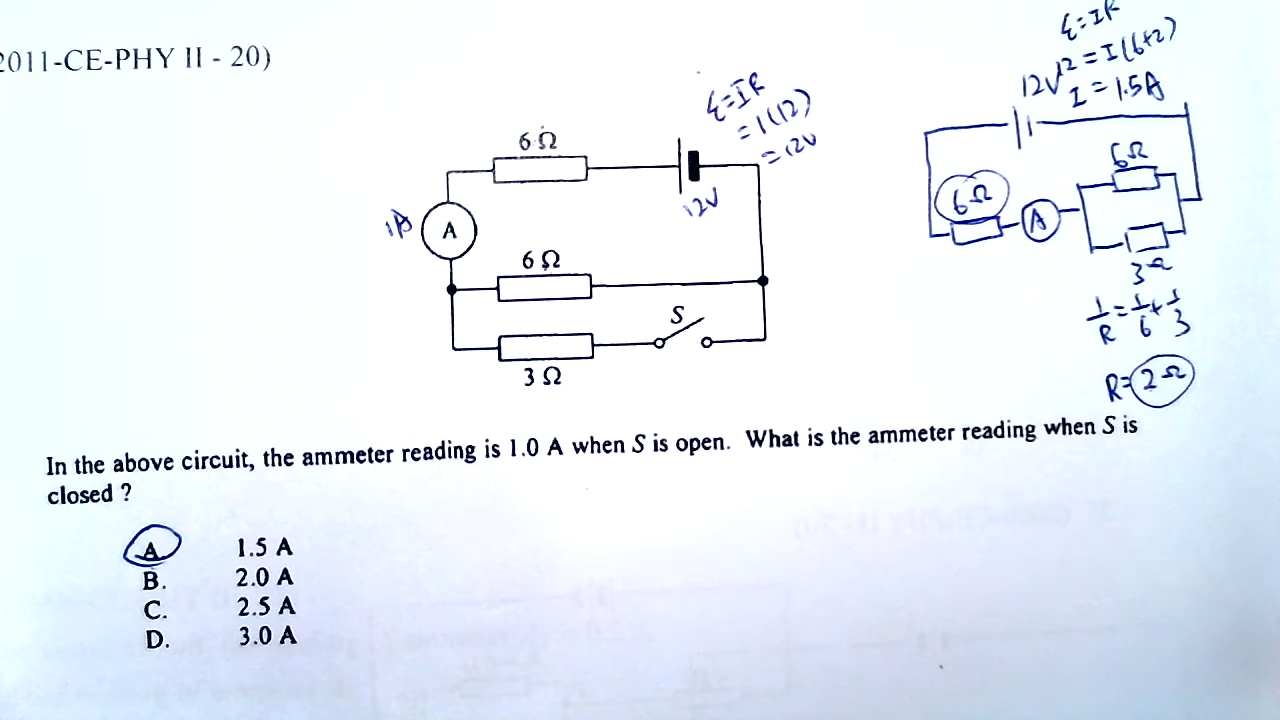 2011-CE-PHY II - 20)
ε=IR
12=I(6+2)
I=1.5A
12V
ε=IR
=1(12)
=12V
6Ω
12V
1A
A
6Ω
S
3Ω
6Ω
6Ω
A
3Ω
1/R=1/6+1/3
R=2Ω
In the above circuit, the ammeter reading is 1.0 A when S is open. What is the ammeter reading when S is
closed ?
A 1.5 A
B. 2.0 A
C. 2.5 A
D. 3.0 A